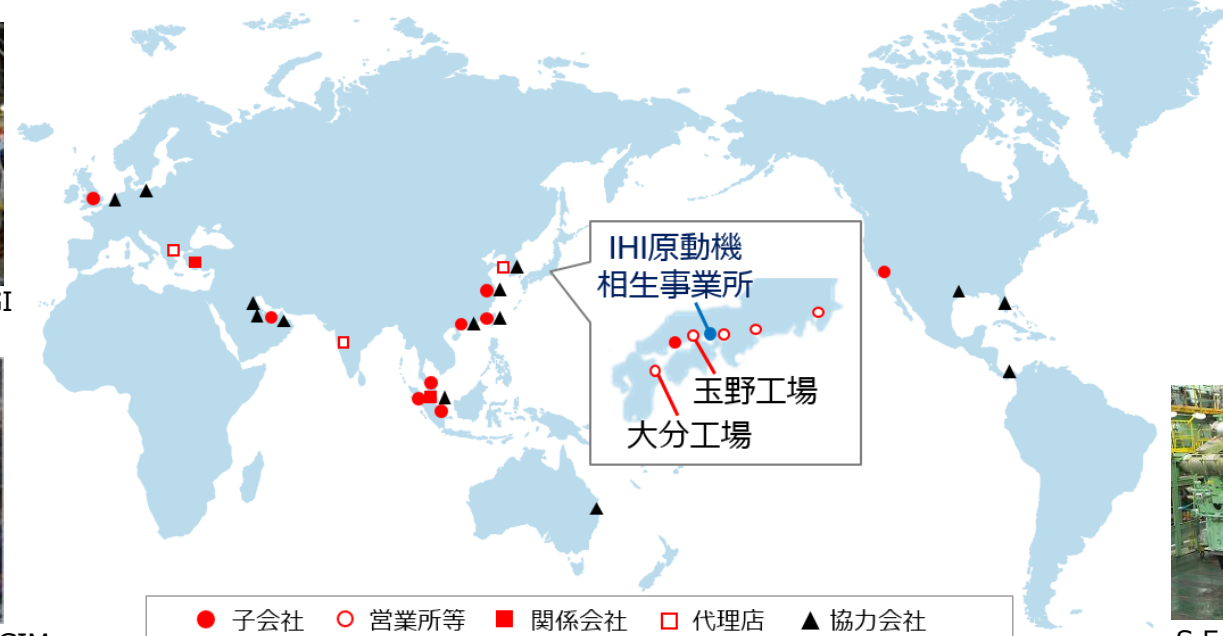 IHI原動機
相生事業所
玉野工場
大分工場
子会社 営業所等 関係会社 代理店 協力会社